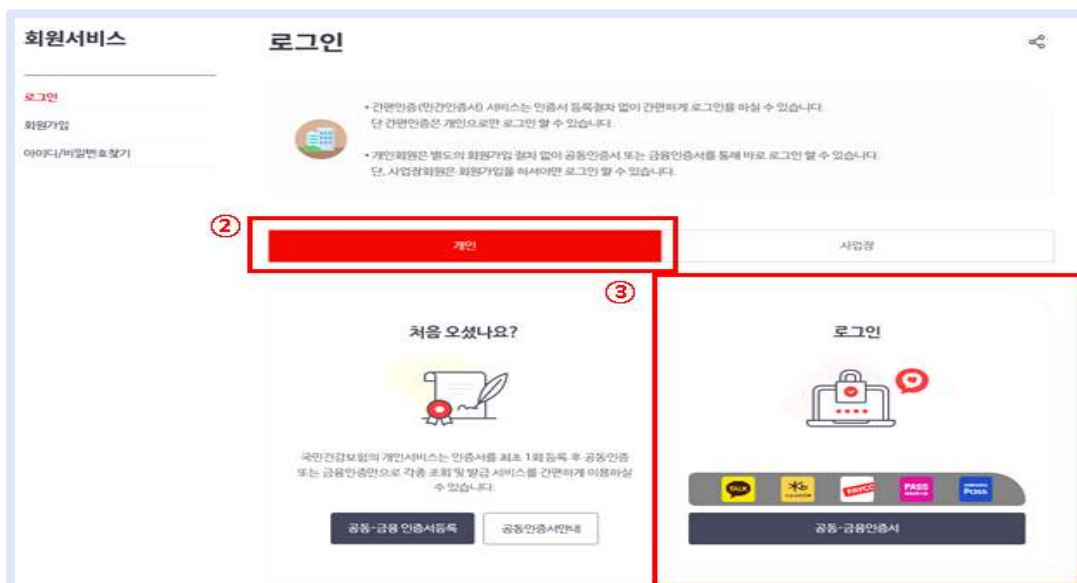 회원서비스
로그인
로그인
회원가입
아이디/비밀번호찾기
• 간편인증(민간인증서) 서비스는 인증서 등록절차 없이 간편하게 로그인을 하실 수 있습니다.
단 간편인증은 개인으로만 로그인 할 수 있습니다.
• 개인회원은 별도의 회원가입 절차 없이 공동인증서 또는 금융인증서를 통해 바로 로그인 할 수 있습니다.
단, 사업장회원은 회원가입을 하셔야만 로그인 할 수 있습니다.
②
개인
사업장
③
처음 오셨나요?
국민건강보험의 개인서비스는 인증서를 최초 1회 등록 후 공동인증
또는 금융인증만으로 각종 조회 및 발급 서비스를 간편하게 이용하실
수 있습니다.
공동-금융 인증서등록
공동인증서안내
로그인
TALK
PAYCO
PASS
Pass
공동-금융인증서